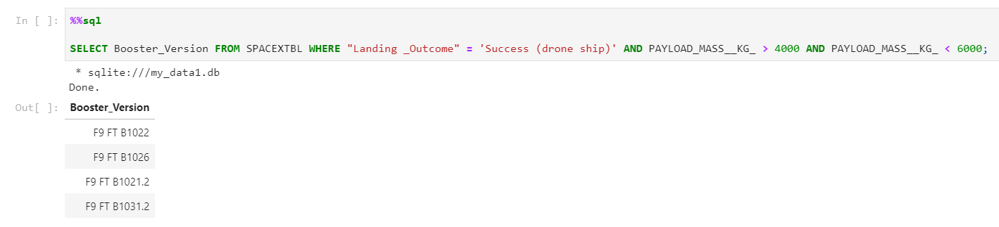 In [ ]: %%sql
SELECT Booster_Version FROM SPACEXTBL WHERE "Landing _Outcome" = 'Success (drone ship)' AND PAYLOAD_MASS__KG_ > 4000 AND PAYLOAD_MASS__KG_ < 6000;
* sqlite:///my_data1.db
Done.
Out[ ]: Booster_Version
F9 FT B1022
F9 FT B1026
F9 FT B1021.2
F9 FT B1031.2